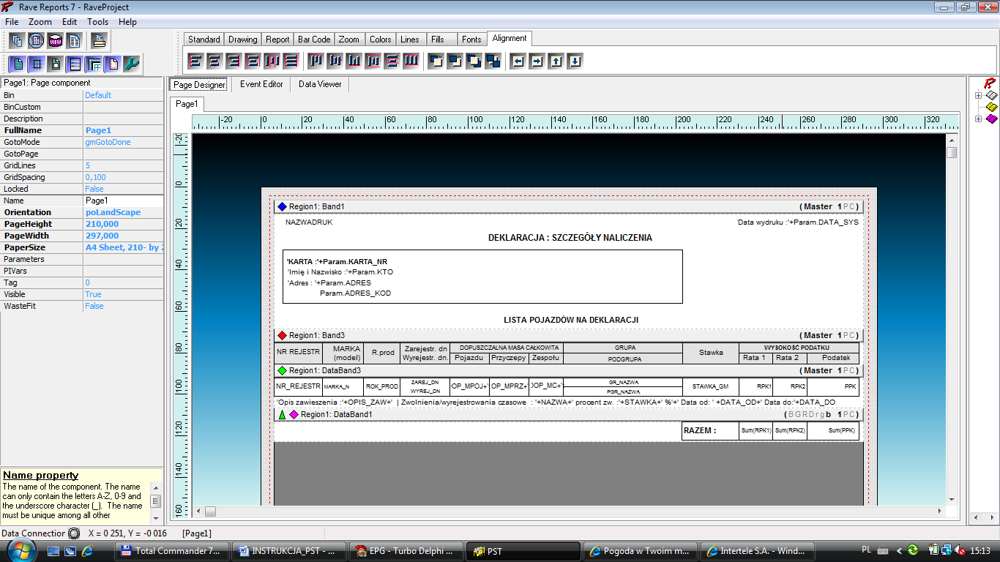 Rave Reports 7 - RaveProject
File Zoom Edit Tools Help
Standard Drawing Report Bar Code Zoom Colors Lines Fills Fonts Alignment
VIEW
Page1: Page component
Bin Default
BinCustom
Description
FullName Page1
GotoMode gmGotoDone
GotoPage
GridLines 5
GridSpacing 0,100
Locked False
Name Page1
Orientation poLandScape
PageHeight 210,000
PageWidth 297,000
PaperSize A4 Sheet, 210- by 2
Parameters
PIVars
Tag 0
Visible True
WasteFit False
Name property
The name of the component. The name
can only contain the letters A-Z, 0-9 and
the underscore character (_). The name
must be unique among all other
Page Designer Event Editor Data Viewer
Page1
-20 0 20 40 60 80 100 120 140 160 180 200 220 240 260 280 300 320
-20
0
20
40
60
80
100
120
140
160
Region1: Band1 (Master 1PC)
NAZWADRUK 'Data wydruku :'+Param.DATA_SYS
DEKLARACJA : SZCZEGÓŁY NALICZENIA
'KARTA :'+Param.KARTA_NR
'Imię i Nazwisko :'+Param.KTO
'Adres : '+Param.ADRES
Param.ADRES_KOD
LISTA POJAZDÓW NA DEKLARACJI
Region1: Band3 (Master 1PC)
NR REJESTR MARKA (model) R.prod Zarejestr. dn Wyrejestr. dn. DOPUSZCZALNA MASA CAŁKOWITA Pojazdu Przyczepy Zespołu GRUPA PODGRUPA Stawka WYSOKOŚĆ PODATKU Rata 1 Rata 2 Podatek
Region1: DataBand3 (Master 1PC)
NR_REJESTR MARKA_N ROK_PROD ZAREJ_DN WYREJ_DN OP_MPOJ+' OP_MPRZ+' OOP_MC+' GR_NAZWA PGR_NAZWA STAWKA_GM RPK1 RPK2 PPK
'Opis zawieszenia :'+OPIS_ZAW+' | Zwolnienia/wyrejestrowania czasowe : '+NAZWA+' procent zw. :'+STAWKA+' %'+' Data od: ' +DATA_OD+' Data do:'+DATA_DO
Region1: DataBand1 (BGRDrgb 1PC)
RAZEM : Sum(RPK1) Sum(RPK2) Sum(PPK)
Data Connection X = 0 251, Y = -0 016 [Page1]
Total Commander 7... INSTRUKCJA_PST - ... EPG - Turbo Delphi ... PST Pogoda w Twoim m... Intertele S.A. - Wind... PL 15:13